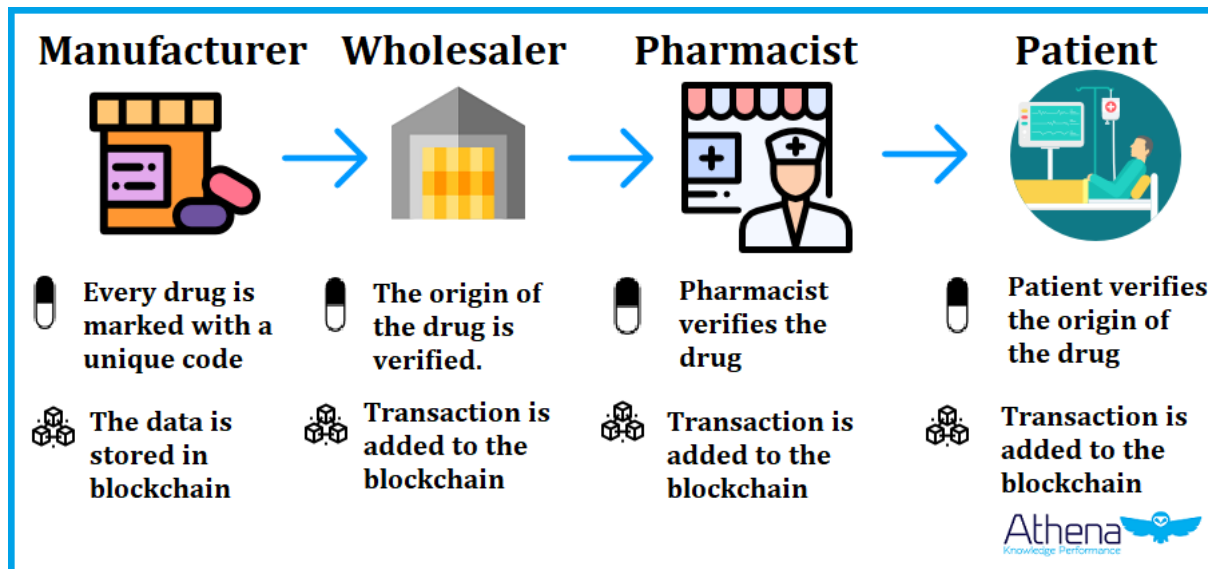 Manufacturer
Wholesaler
Pharmacist
Patient
Every drug is
marked with a
unique code
The origin of
the drug is
verified.
Pharmacist
verifies the
drug
Patient verifies
the origin of
the drug
The data is
stored in
blockchain
Transaction is
added to the
blockchain
Transaction is
added to the
blockchain
Transaction is
added to the
blockchain
Athena
Knowledge Performance